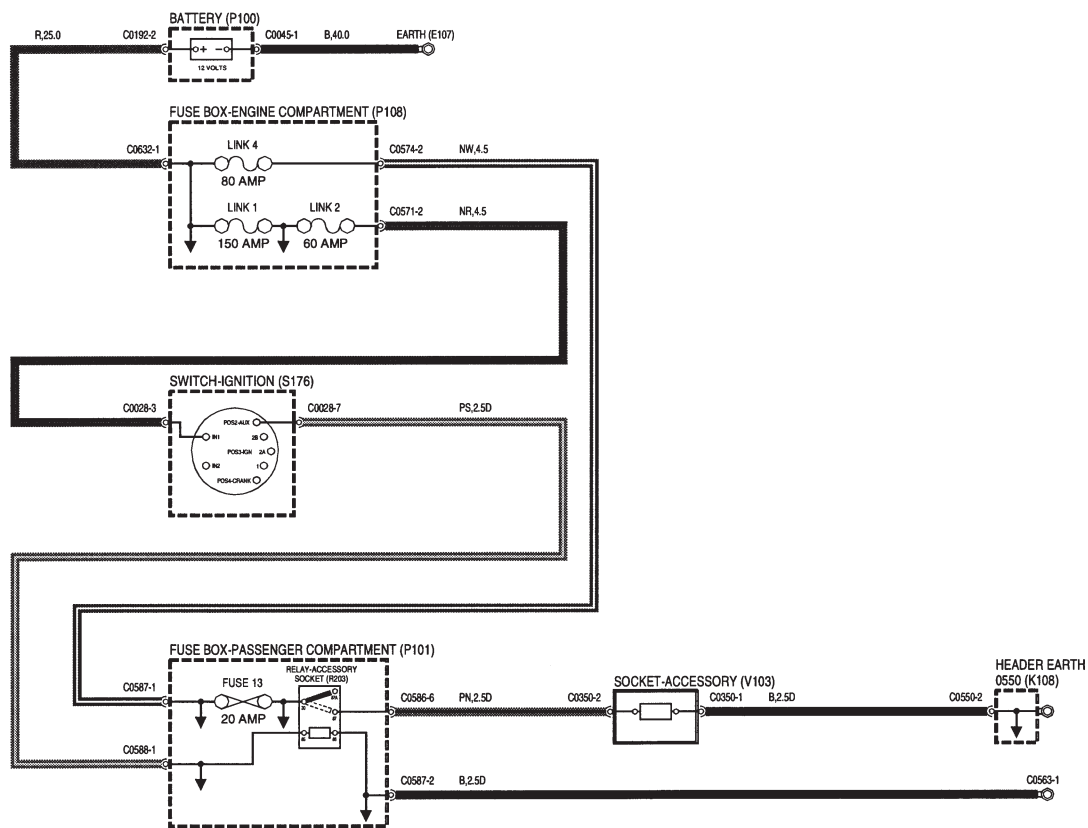 BATTERY (P100)
R,25.0 C0192-2 C0045-1 B,40.0 EARTH (E107)
+ −
12 VOLTS
FUSE BOX-ENGINE COMPARTMENT (P108)
C0632-1 LINK 4 C0574-2 NW,4.5
80 AMP
LINK 1 LINK 2 C0571-2 NR,4.5
150 AMP 60 AMP
SWITCH-IGNITION (S176)
C0028-3 C0028-7 PS,2.5D
POS2-AUX
IN1 2B
POS3-IGN 2A
IN2 1
POS4-CRANK
FUSE BOX-PASSENGER COMPARTMENT (P101)
RELAY-ACCESSORY
SOCKET (R203)
HEADER EARTH
0550 (K108)
C0587-1 FUSE 13 C0586-6 PN,2.5D C0350-2 SOCKET-ACCESSORY (V103) C0350-1 B,2.5D C0550-2
20 AMP
30 87A
87
C0588-1
C0587-2 B,2.5D C0563-1